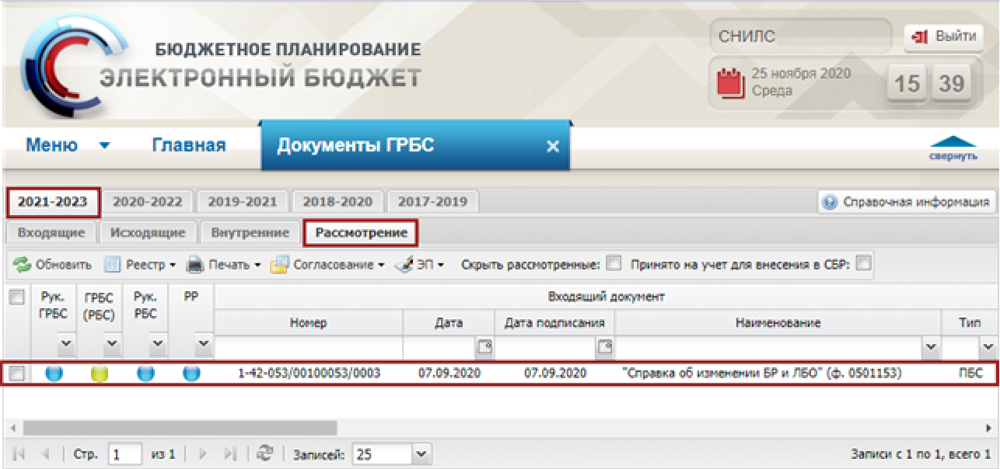 БЮДЖЕТНОЕ ПЛАНИРОВАНИЕ
ЭЛЕКТРОННЫЙ БЮДЖЕТ
СНИЛС
Выйти
25 ноября 2020
Среда
15 39
Меню Главная Документы ГРБС
свернуть
2021-2023 2020-2022 2019-2021 2018-2020 2017-2019 Справочная информация
Входящие Исходящие Внутренние Рассмотрение
Обновить Реестр Печать Согласование ЭП Скрыть рассмотренные: Принято на учет для внесения в СБР:
Рук. ГРБС ГРБС (РБС) Рук. РБС РР Входящий документ
Номер Дата Дата подписания Наименование Тип
1-42-053/00100053/0003 07.09.2020 07.09.2020 "Справка об изменении БР и ЛБО" (ф. 0501153) ПБС
Стр. 1 из 1 Записей: 25 Записи с 1 по 1, всего 1